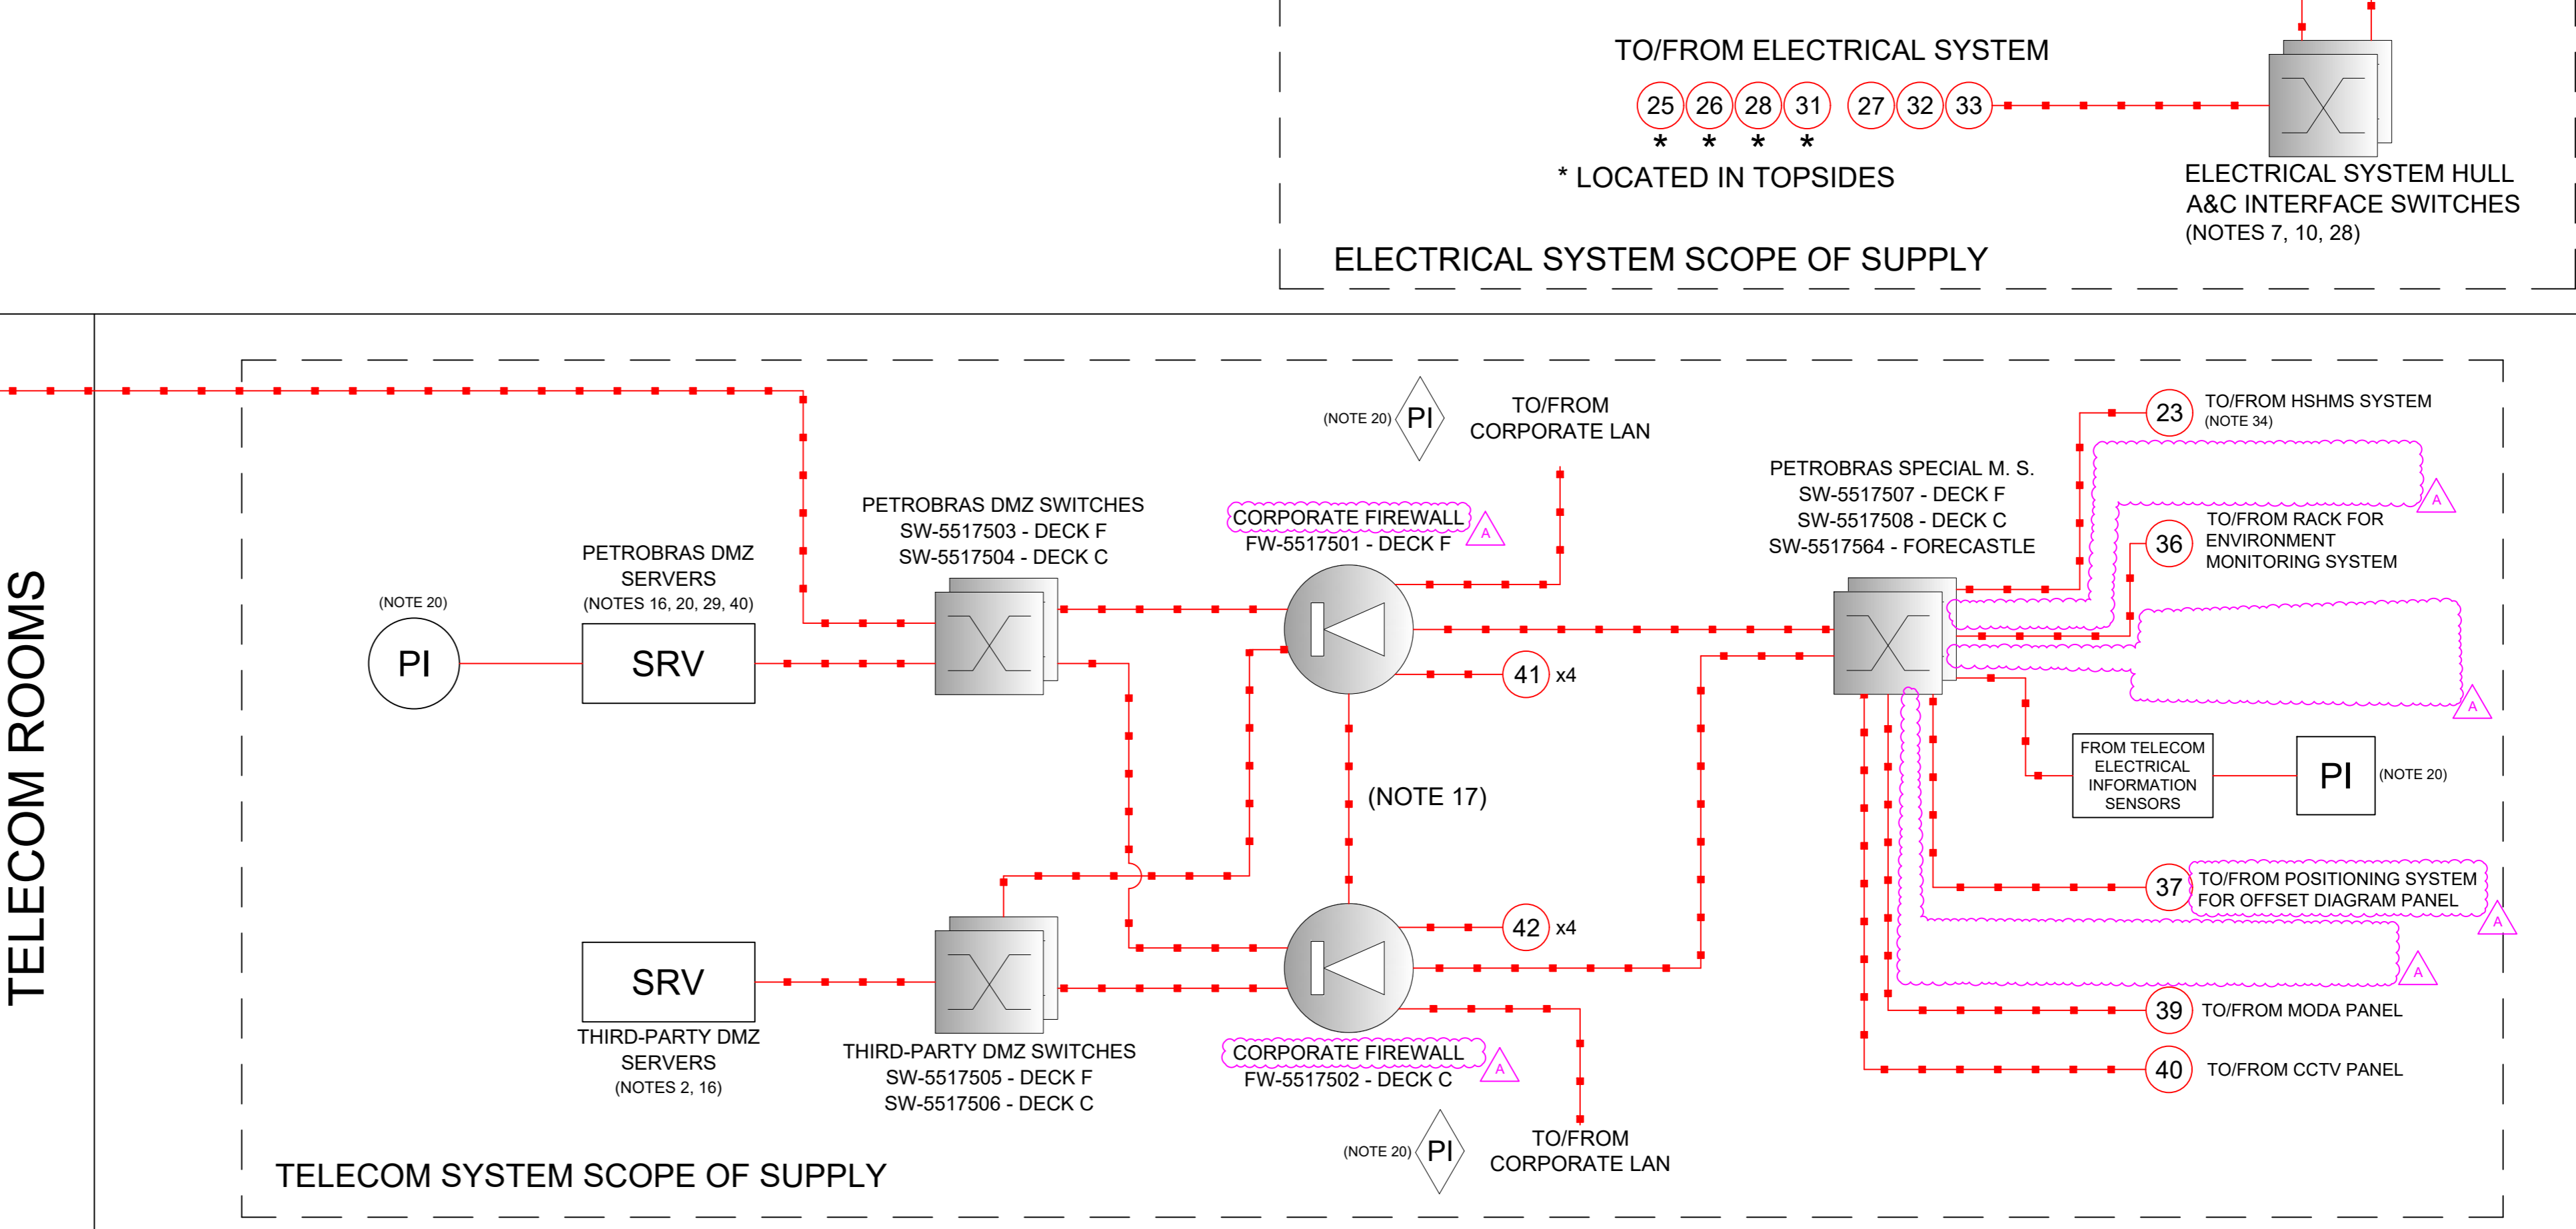 TO/FROM ELECTRICAL SYSTEM
25 26 28 31 27 32 33
* * * *
* LOCATED IN TOPSIDES
ELECTRICAL SYSTEM HULL
A&C INTERFACE SWITCHES
(NOTES 7, 10, 28)
ELECTRICAL SYSTEM SCOPE OF SUPPLY
TELECOM ROOMS
(NOTE 20)
PI
PETROBRAS DMZ
SERVERS
(NOTES 16, 20, 29, 40)
SRV
PETROBRAS DMZ SWITCHES
SW-5517503 - DECK F
SW-5517504 - DECK C
(NOTE 20)
PI
TO/FROM
CORPORATE LAN
CORPORATE FIREWALL
A
FW-5517501 - DECK F
41 x4
(NOTE 17)
PETROBRAS SPECIAL M. S.
SW-5517507 - DECK F
SW-5517508 - DECK C
SW-5517564 - FORECASTLE
23
TO/FROM HSHMS SYSTEM
(NOTE 34)
A
36
TO/FROM RACK FOR
ENVIRONMENT
MONITORING SYSTEM
A
FROM TELECOM
ELECTRICAL
INFORMATION
SENSORS
PI
(NOTE 20)
37
TO/FROM POSITIONING SYSTEM
FOR OFFSET DIAGRAM PANEL
A
A
39 TO/FROM MODA PANEL
40 TO/FROM CCTV PANEL
SRV
THIRD-PARTY DMZ
SERVERS
(NOTES 2, 16)
THIRD-PARTY DMZ SWITCHES
SW-5517505 - DECK F
SW-5517506 - DECK C
42 x4
CORPORATE FIREWALL
A
FW-5517502 - DECK C
(NOTE 20)
PI
TO/FROM
CORPORATE LAN
TELECOM SYSTEM SCOPE OF SUPPLY